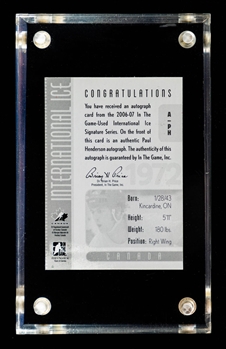 INTERNATIONAL ICE
CONGRATULATIONS
You have received an autograph
card from the 2006-07 In The
Game-Used International Ice
Signature Series. On the front of
this card is an authentic Paul
Henderson autograph. The authenticity of this
autograph is guaranteed by In The Game, Inc.
A-PH
1972
Born: 1/28/43
Kincardine, ON
Height: 5'11"
Weight: 180 lbs.
Position: Right Wing
CANADA